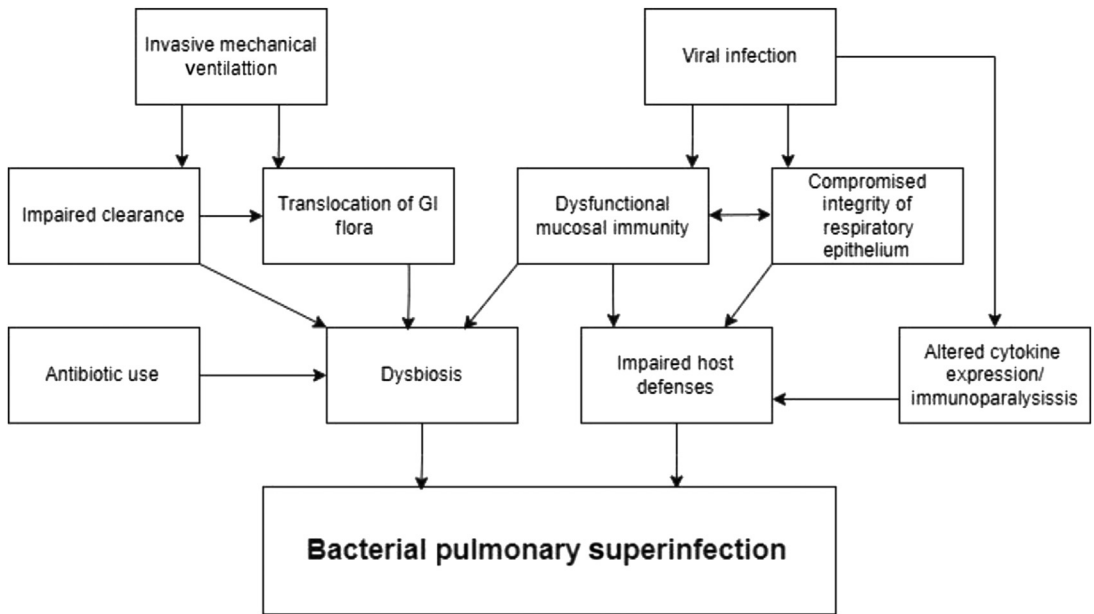 Invasive mechanical
ventilattion
Viral infection
Impaired clearance
Translocation of GI
flora
Dysfunctional
mucosal immunity
Compromised
integrity of
respiratory
epithelium
Antibiotic use
Dysbiosis
Impaired host
defenses
Altered cytokine
expression/
immunoparalysissis
Bacterial pulmonary superinfection